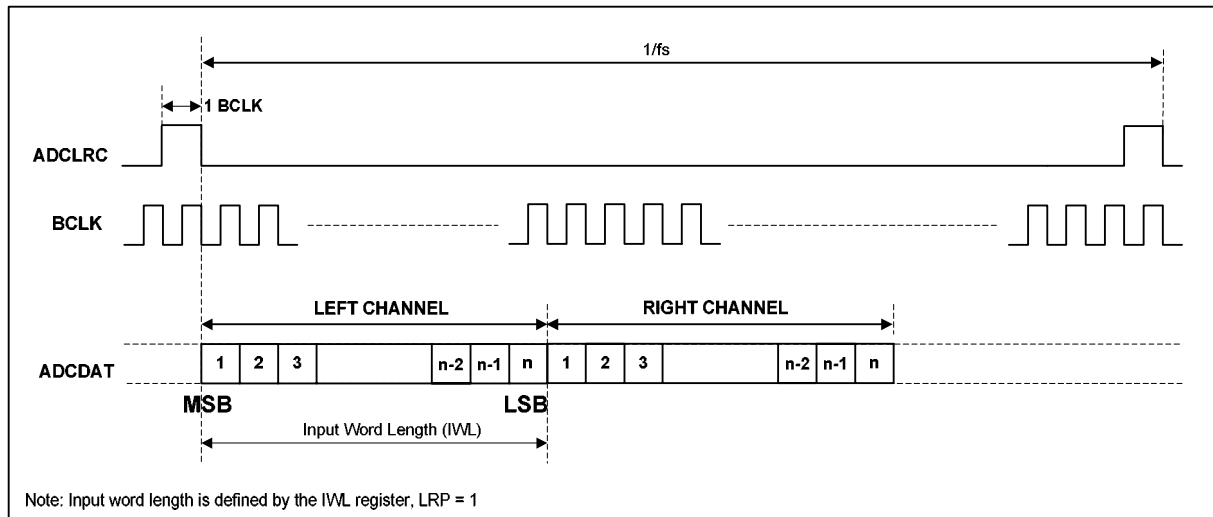 1/fs
1 BCLK
ADCLRC
BCLK
LEFT CHANNEL RIGHT CHANNEL
ADCDAT 1 2 3 n-2 n-1 n 1 2 3 n-2 n-1 n
MSB LSB
Input Word Length (IWL)
Note: Input word length is defined by the IWL register, LRP = 1